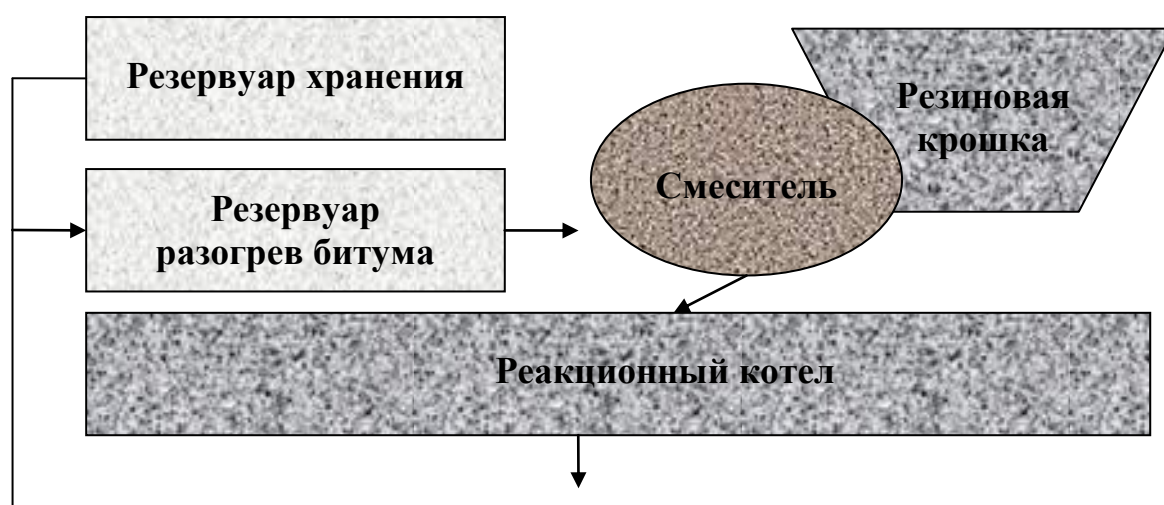 Резервуар хранения
Резиновая
крошка
Смеситель
Резервуар
разогрев битума
Реакционный котел